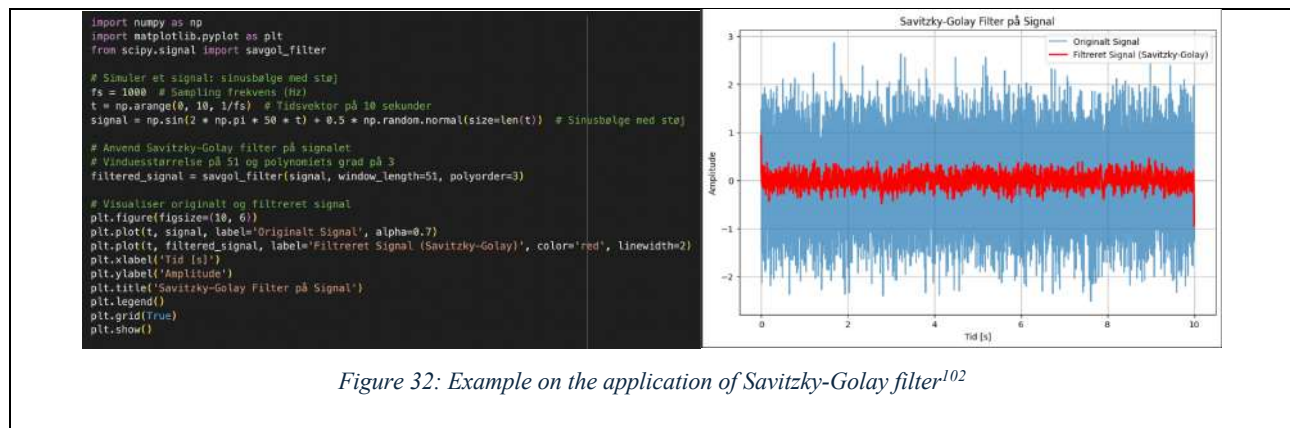 import numpy as np
import matplotlib.pyplot as plt
from scipy.signal import savgol_filter
# Simuler et signal: sinusbølge med støj
fs = 1000  # Sampling frekvens (Hz)
t = np.arange(0, 10, 1/fs)  # Tidsvektor på 10 sekunder
signal = np.sin(2 * np.pi * 50 * t) + 0.5 * np.random.normal(size=len(t))  # Sinusbølge med støj
# Anvend Savitzky-Golay filter på signalet
# Vinduesstørrelse på 51 og polynomiets grad på 3
filtered_signal = savgol_filter(signal, window_length=51, polyorder=3)
# Visualiser originalt og filtreret signal
plt.figure(figsize=(10, 6))
plt.plot(t, signal, label='Originalt Signal', alpha=0.7)
plt.plot(t, filtered_signal, label='Filtreret Signal (Savitzky-Golay)', color='red', linewidth=2)
plt.xlabel('Tid [s]')
plt.ylabel('Amplitude')
plt.title('Savitzky-Golay Filter på Signal')
plt.legend()
plt.grid(True)
plt.show()
Savitzky-Golay Filter på Signal
Originalt Signal
Filtreret Signal (Savitzky-Golay)
Amplitude
3
2
1
0
−1
−2
0 2 4 6 8 10
Tid [s]
Figure 32: Example on the application of Savitzky-Golay filter102